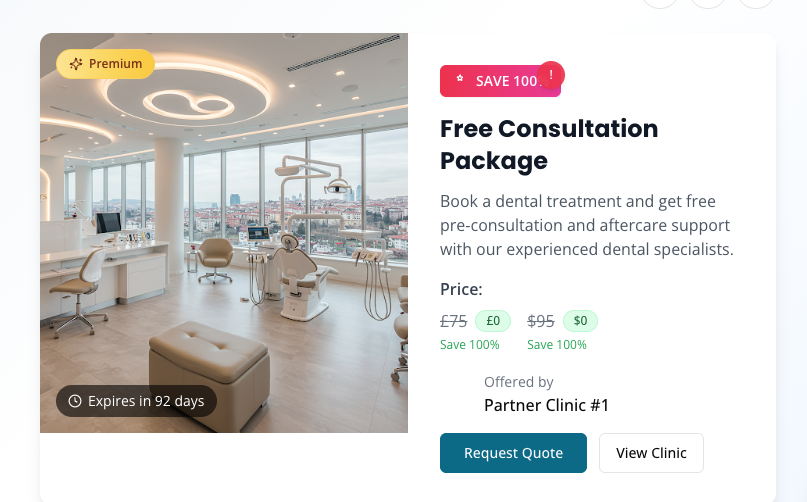 Premium
SAVE 100
!
Free Consultation
Package
Book a dental treatment and get free
pre-consultation and aftercare support
with our experienced dental specialists.
Price:
£75 £0 $95 $0
Save 100% Save 100%
Offered by
Partner Clinic #1
Expires in 92 days
Request Quote View Clinic